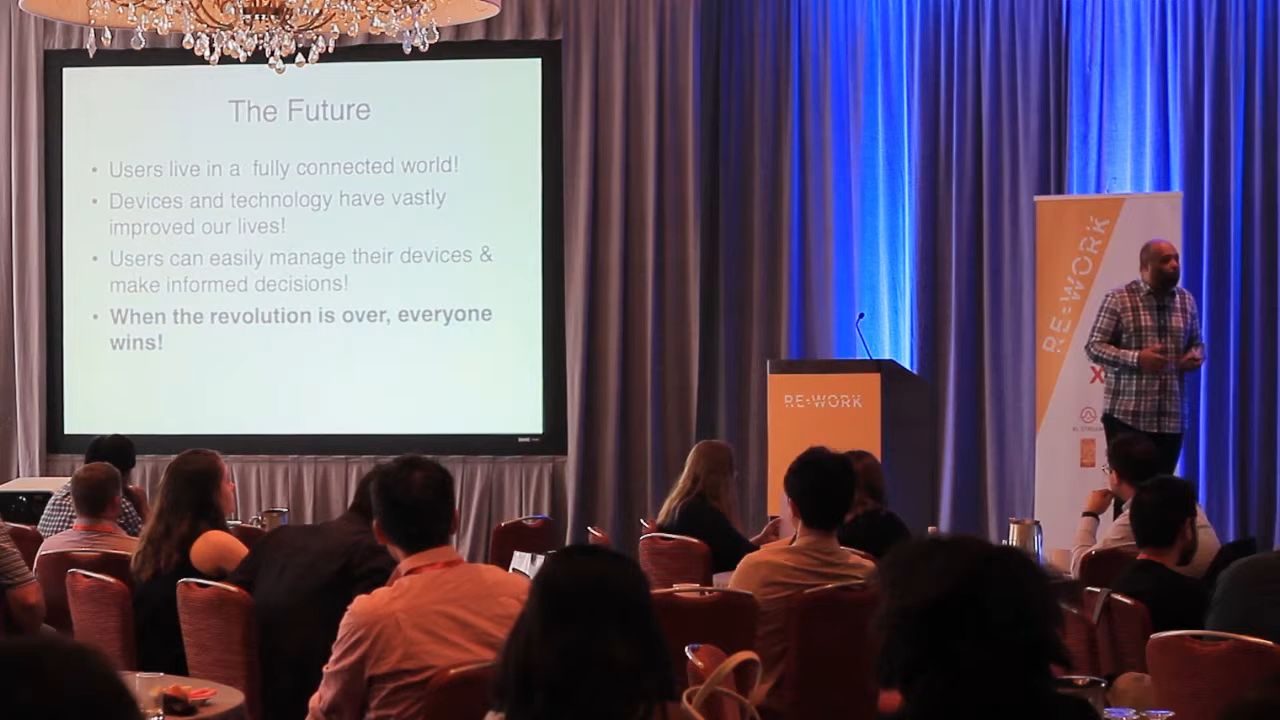 The Future
• Users live in a fully connected world!
• Devices and technology have vastly
improved our lives!
• Users can easily manage their devices &
make informed decisions!
• When the revolution is over, everyone
wins!
RE•WORK
RE•WORK
X